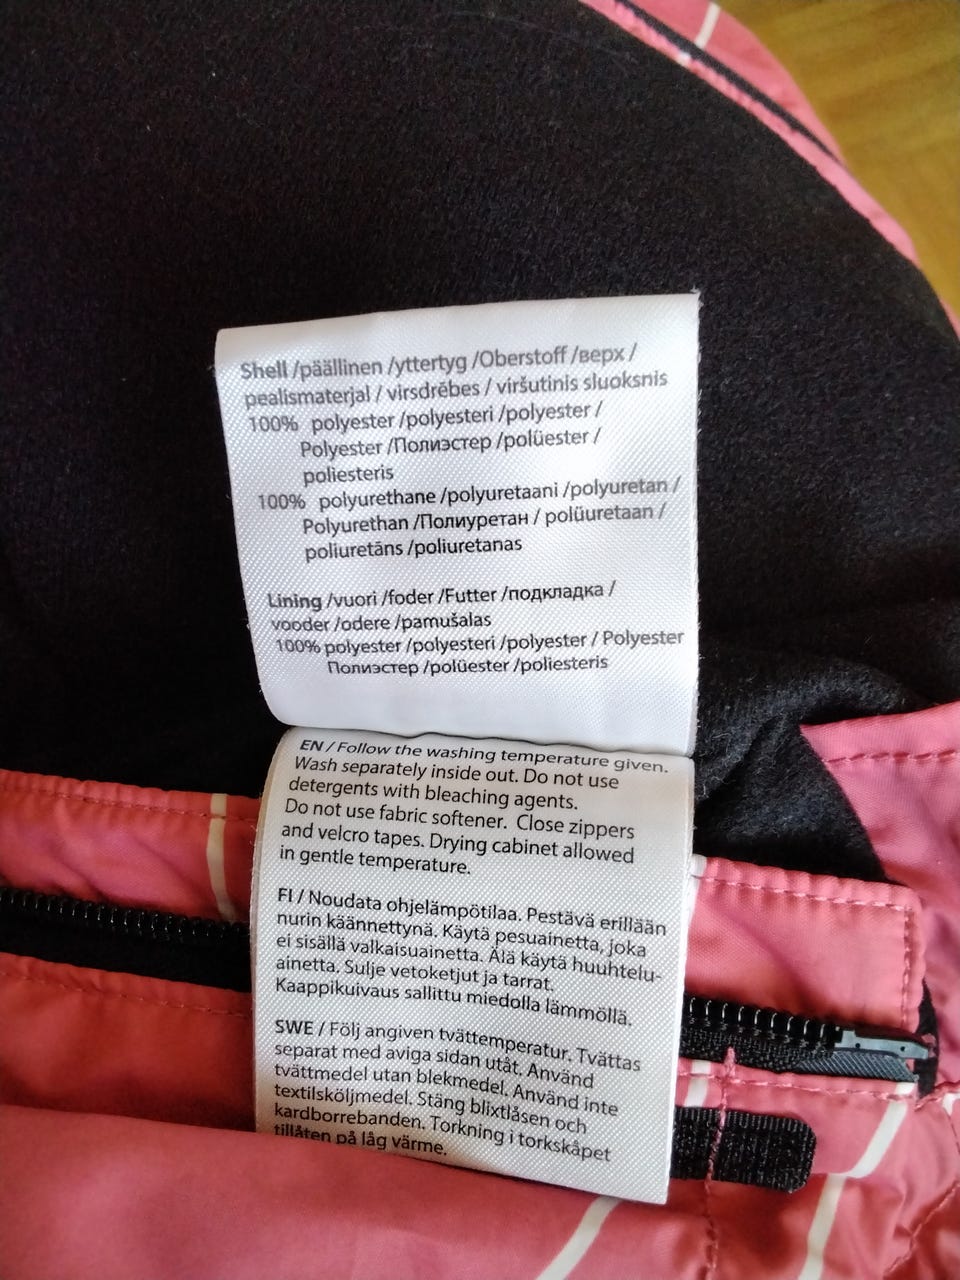 Shell /päällinen /yttertyg /Oberstoff /верх /
pealismaterjal / virsdrēbes / viršutinis sluoksnis
100% polyester /polyesteri /polyester /
Polyester /Полиэстер /polüester /
poliesteris
100% polyurethane /polyuretaani /polyuretan /
Polyurethan /Полиуретан / polüuretaan /
poliuretāns /poliuretanas
Lining /vuori /foder /Futter /подкладка /
vooder /odere /pamušalas
100% polyester /polyesteri /polyester / Polyester
Полиэстер /polüester /poliesteris
EN / Follow the washing temperature given.
Wash separately inside out. Do not use
detergents with bleaching agents.
Do not use fabric softener. Close zippers
and velcro tapes. Drying cabinet allowed
in gentle temperature.
FI / Noudata ohjelämpötilaa. Pestävä erillään
nurin käännettynä. Käytä pesuainetta, joka
ei sisällä valkaisuainetta. Älä käytä huuhtelu-
ainetta. Sulje vetoketjut ja tarrat.
Kaappikuivaus sallittu miedolla lämmöllä.
SWE / Följ angiven tvättemperatur. Tvättas
separat med aviga sidan utåt. Använd
tvättmedel utan blekmedel. Använd inte
textilsköljmedel. Stäng blixtlåsen och
kardborrebanden. Torkning i torkskåpet
tillåten på låg värme.